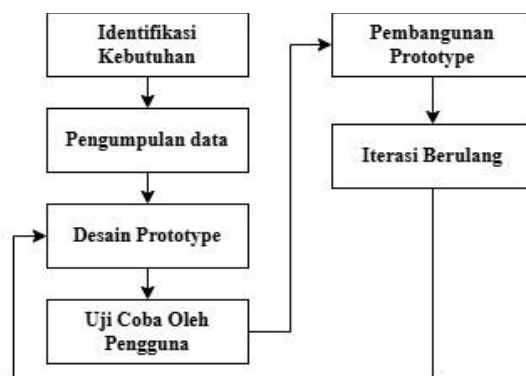 Identifikasi
Kebutuhan
Pengumpulan data
Desain Prototype
Uji Coba Oleh
Pengguna
Pembangunan
Prototype
Iterasi Berulang